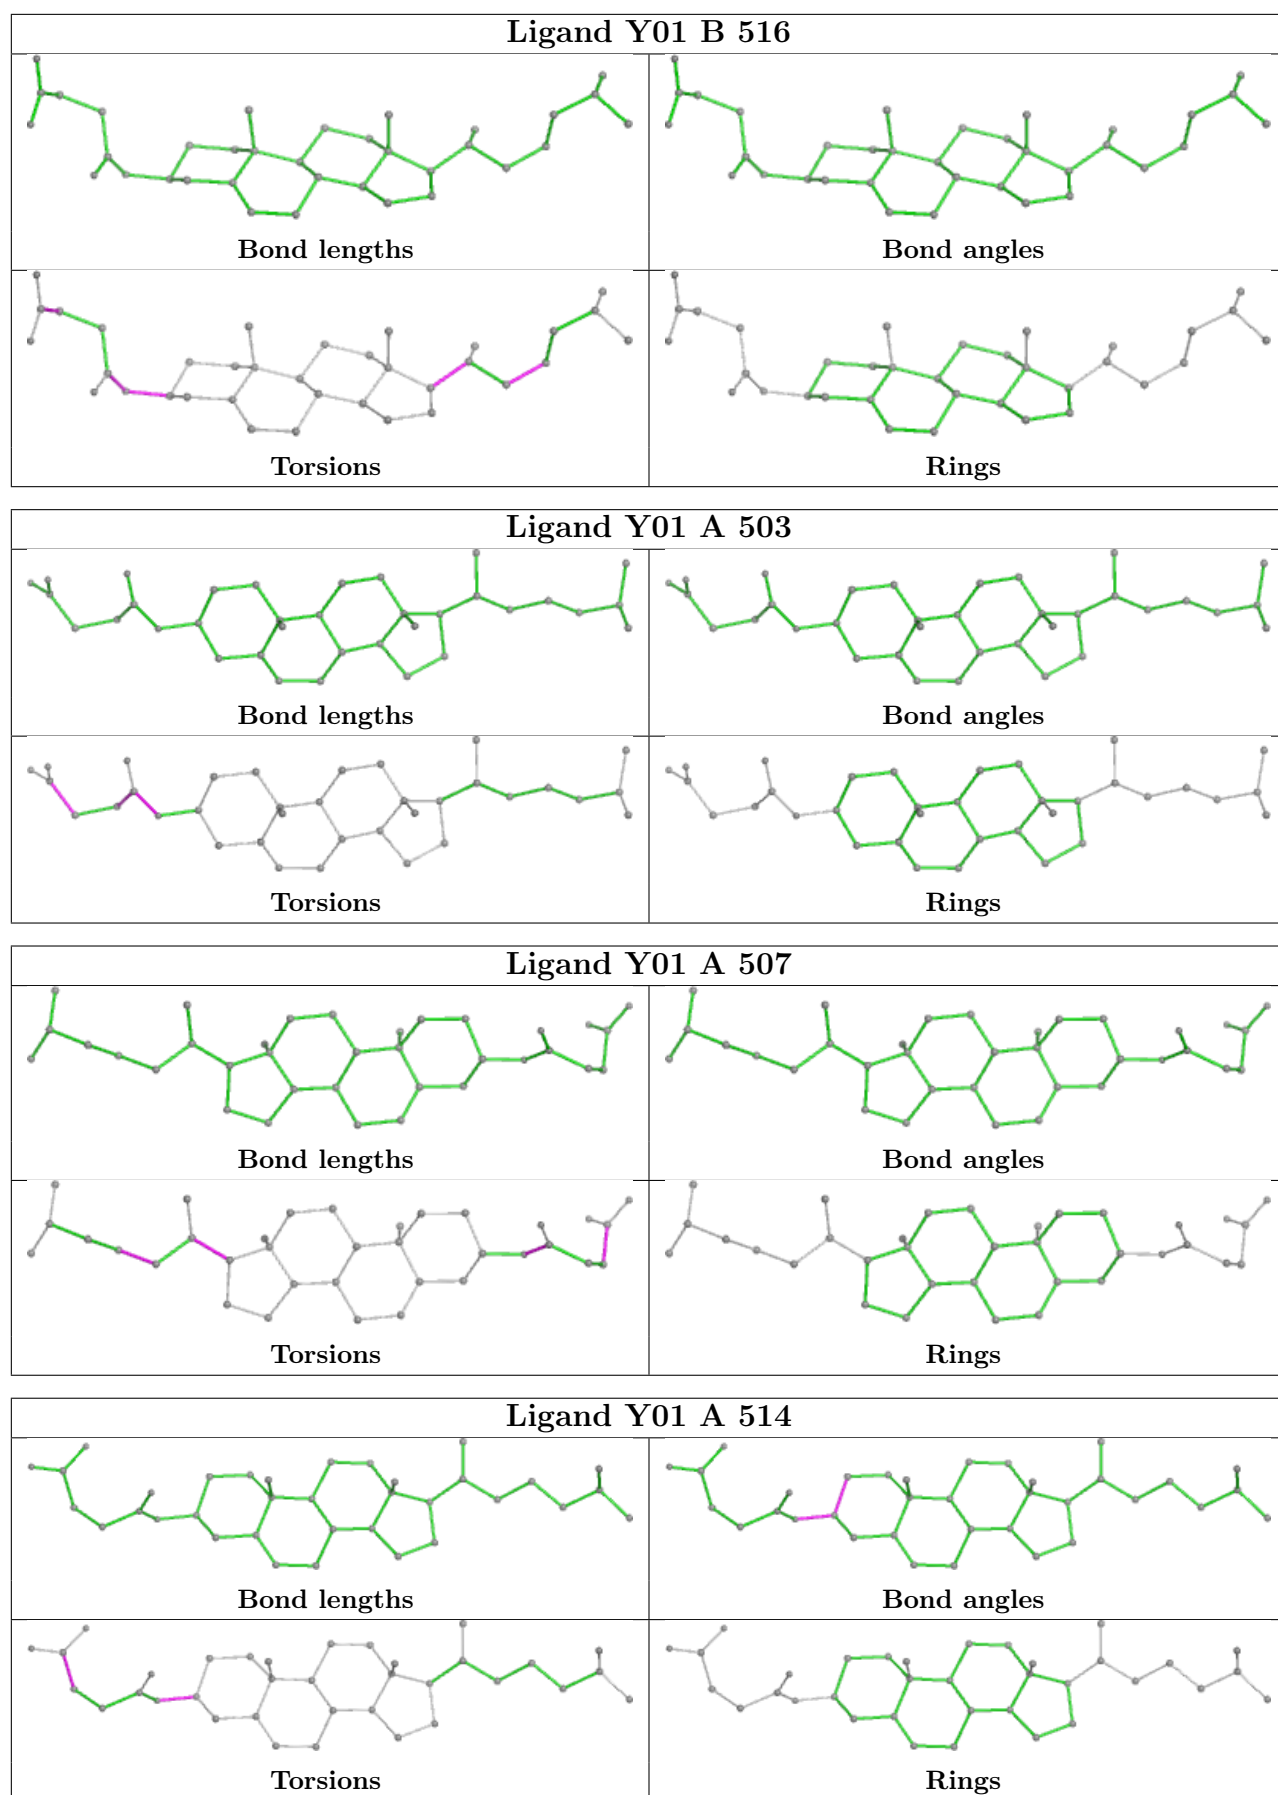 Ligand Y01 B 516
Bond lengths
Bond angles
Torsions
Rings
Ligand Y01 A 503
Bond lengths
Bond angles
Torsions
Rings
Ligand Y01 A 507
Bond lengths
Bond angles
Torsions
Rings
Ligand Y01 A 514
Bond lengths
Bond angles
Torsions
Rings